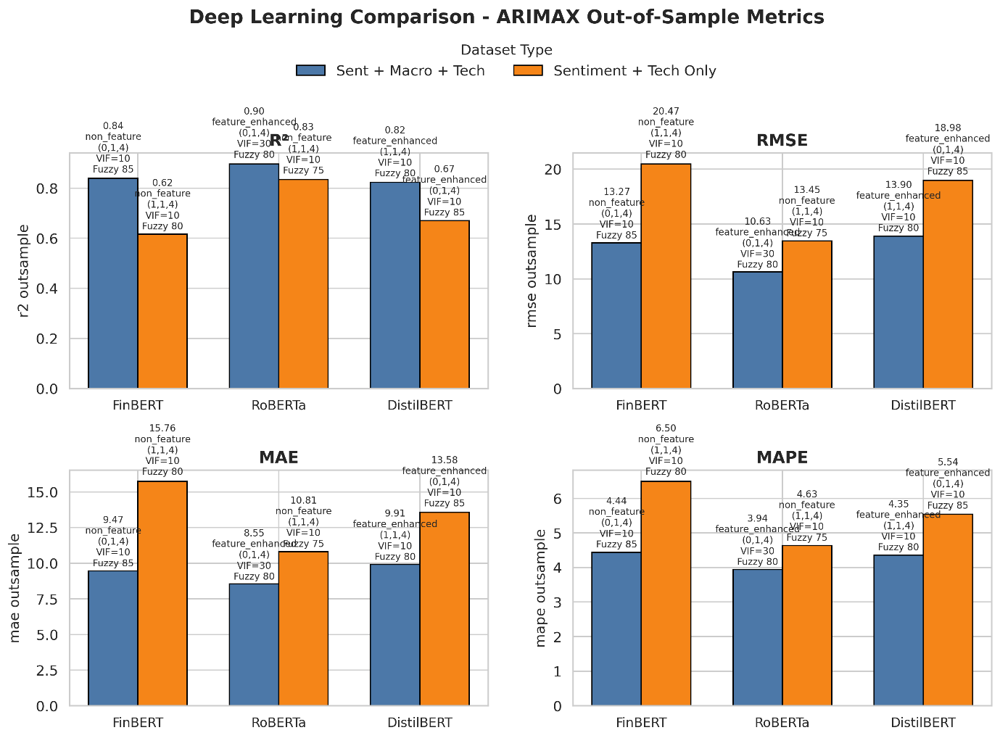 Deep Learning Comparison - ARIMAX Out-of-Sample Metrics
Dataset Type
Sent + Macro + Tech
Sentiment + Tech Only
R²
r2 outsample
0.8
0.6
0.4
0.2
0.0
0.84
non_feature
(0,1,4)
VIF=10
Fuzzy 85
0.62
non_feature
(1,1,4)
VIF=10
Fuzzy 80
0.90
feature_enhanced
(0,1,4)
VIF=30
Fuzzy 80
0.83
non_feature
(1,1,4)
VIF=10
Fuzzy 75
0.82
feature_enhanced
(1,1,4)
VIF=10
Fuzzy 80
0.67
feature_enhanced
(0,1,4)
VIF=10
Fuzzy 85
FinBERT
RoBERTa
DistilBERT
RMSE
rmse outsample
20
15
10
5
0
13.27
non_feature
(0,1,4)
VIF=10
Fuzzy 85
20.47
non_feature
(1,1,4)
VIF=10
Fuzzy 80
10.63
feature_enhanced
(0,1,4)
VIF=30
Fuzzy 80
13.45
non_feature
(1,1,4)
VIF=10
Fuzzy 75
13.90
feature_enhanced
(1,1,4)
VIF=10
Fuzzy 80
18.98
feature_enhanced
(0,1,4)
VIF=10
Fuzzy 85
FinBERT
RoBERTa
DistilBERT
MAE
mae outsample
15.0
12.5
10.0
7.5
5.0
2.5
0.0
9.47
non_feature
(0,1,4)
VIF=10
Fuzzy 85
15.76
non_feature
(1,1,4)
VIF=10
Fuzzy 80
8.55
feature_enhanced
(0,1,4)
VIF=30
Fuzzy 80
10.81
non_feature
(1,1,4)
VIF=10
Fuzzy 75
9.91
feature_enhanced
(1,1,4)
VIF=10
Fuzzy 80
13.58
feature_enhanced
(0,1,4)
VIF=10
Fuzzy 85
FinBERT
RoBERTa
DistilBERT
MAPE
mape outsample
6
5
4
3
2
1
0
4.44
non_feature
(0,1,4)
VIF=10
Fuzzy 85
6.50
non_feature
(1,1,4)
VIF=10
Fuzzy 80
3.94
feature_enhanced
(0,1,4)
VIF=30
Fuzzy 80
4.63
non_feature
(1,1,4)
VIF=10
Fuzzy 75
4.35
feature_enhanced
(1,1,4)
VIF=10
Fuzzy 80
5.54
feature_enhanced
(0,1,4)
VIF=10
Fuzzy 85
FinBERT
RoBERTa
DistilBERT